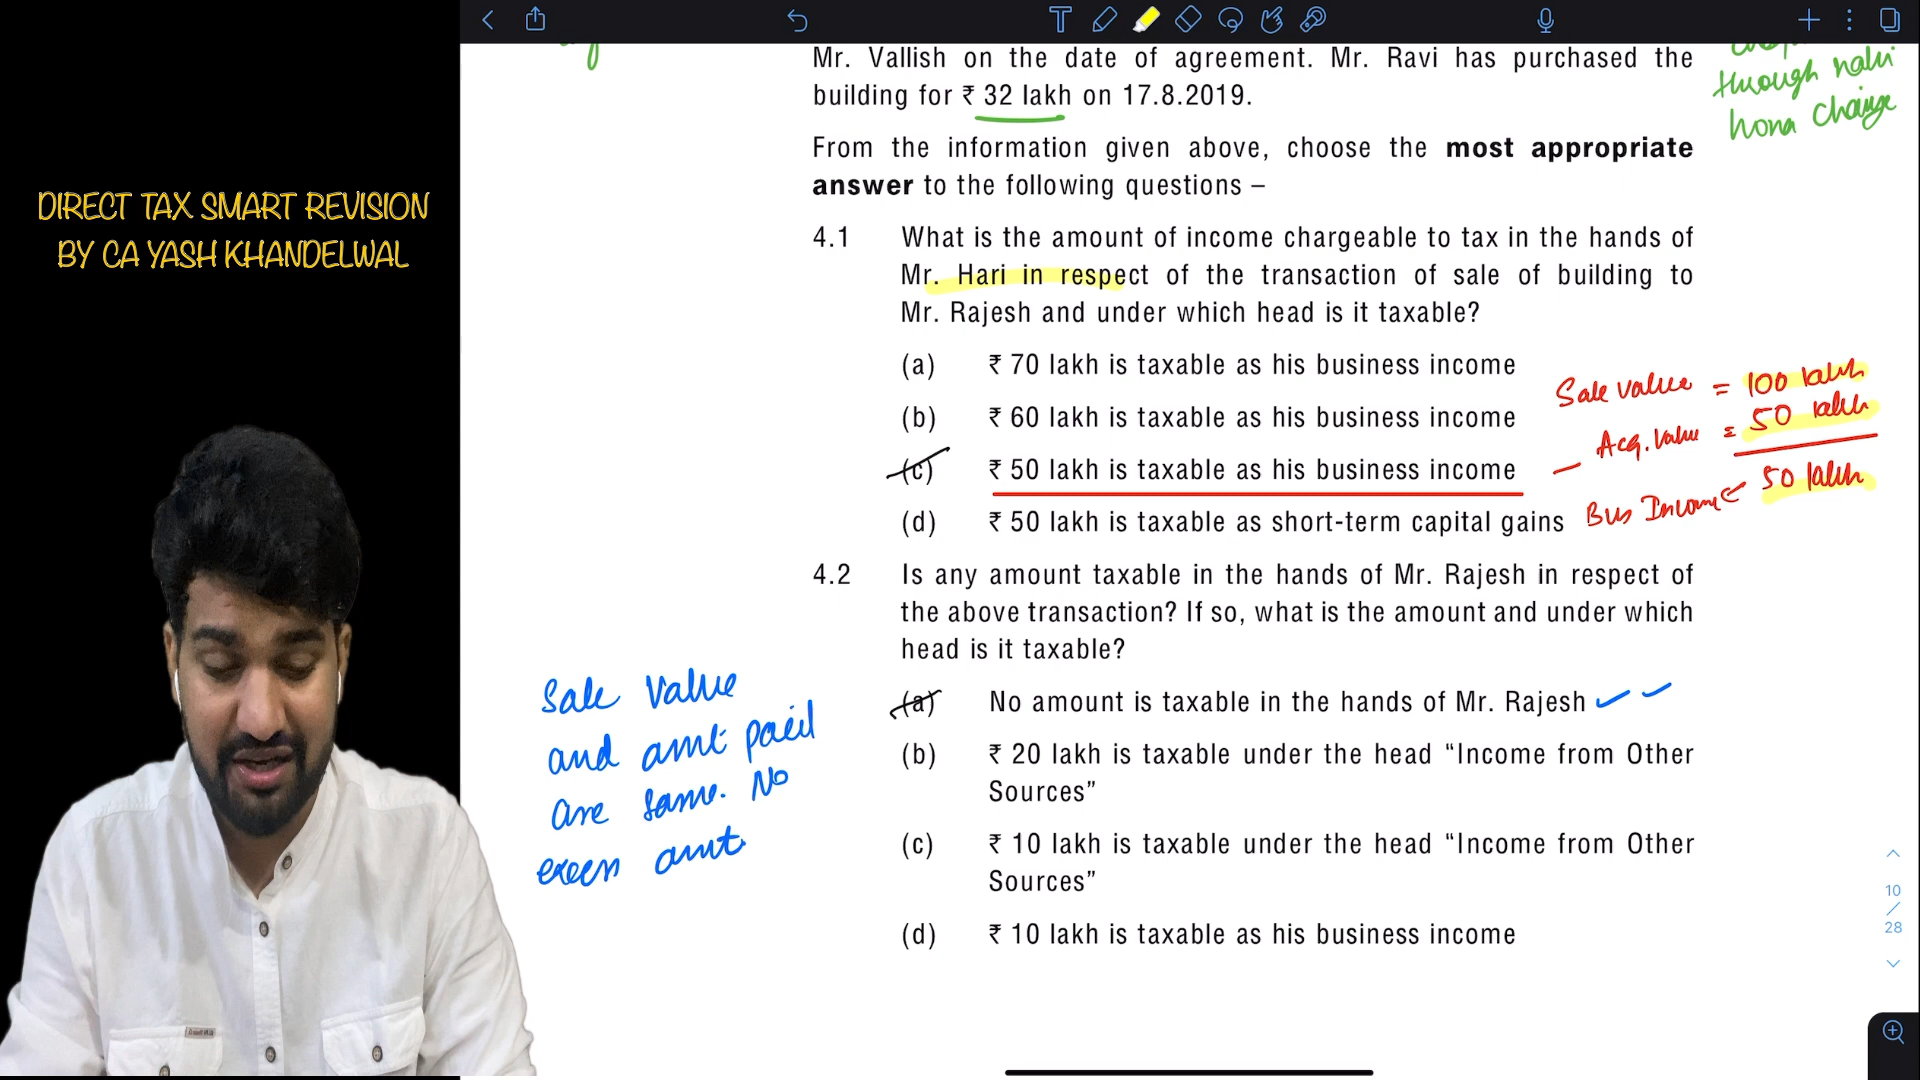 DIRECT TAX SMART REVISION
BY CA YASH KHANDELWAL
Mr. Vallish on the date of agreement. Mr. Ravi has purchased the
building for ₹ 32 lakh on 17.8.2019.
through nahi
hona chaiye
From the information given above, choose the most appropriate
answer to the following questions –
4.1 What is the amount of income chargeable to tax in the hands of
Mr. Hari in respect of the transaction of sale of building to
Mr. Rajesh and under which head is it taxable?
(a) ₹ 70 lakh is taxable as his business income
(b) ₹ 60 lakh is taxable as his business income
(c) ₹ 50 lakh is taxable as his business income
(d) ₹ 50 lakh is taxable as short-term capital gains
Sale value = 100 lakh
– Acq. value = 50 lakh
Bus Income 50 lakh
4.2 Is any amount taxable in the hands of Mr. Rajesh in respect of
the above transaction? If so, what is the amount and under which
head is it taxable?
(a) No amount is taxable in the hands of Mr. Rajesh
(b) ₹ 20 lakh is taxable under the head “Income from Other
Sources”
(c) ₹ 10 lakh is taxable under the head “Income from Other
Sources”
(d) ₹ 10 lakh is taxable as his business income
Sale Value
and amt paid
are same. No
excess amt.
10
/
28